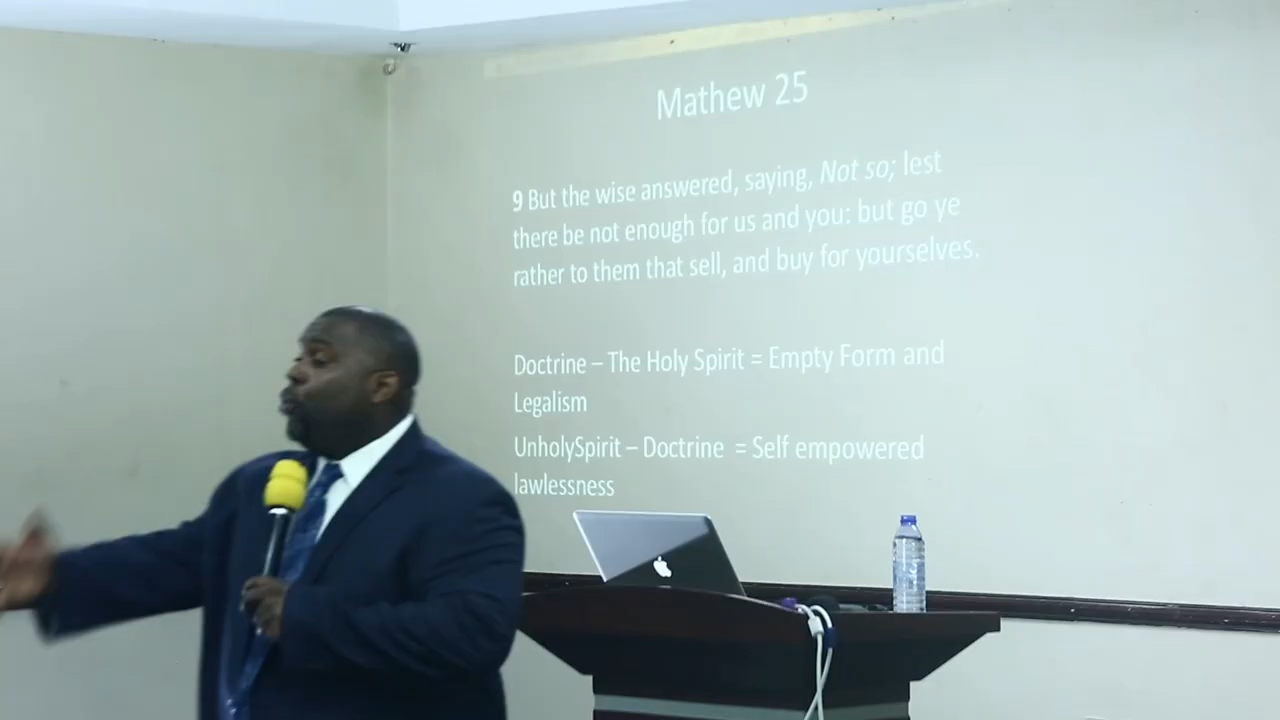 Mathew 25
9 But the wise answered, saying, Not so; lest
there be not enough for us and you: but go ye
rather to them that sell, and buy for yourselves.
Doctrine – The Holy Spirit = Empty Form and
Legalism
UnholySpirit – Doctrine = Self empowered
lawlessness